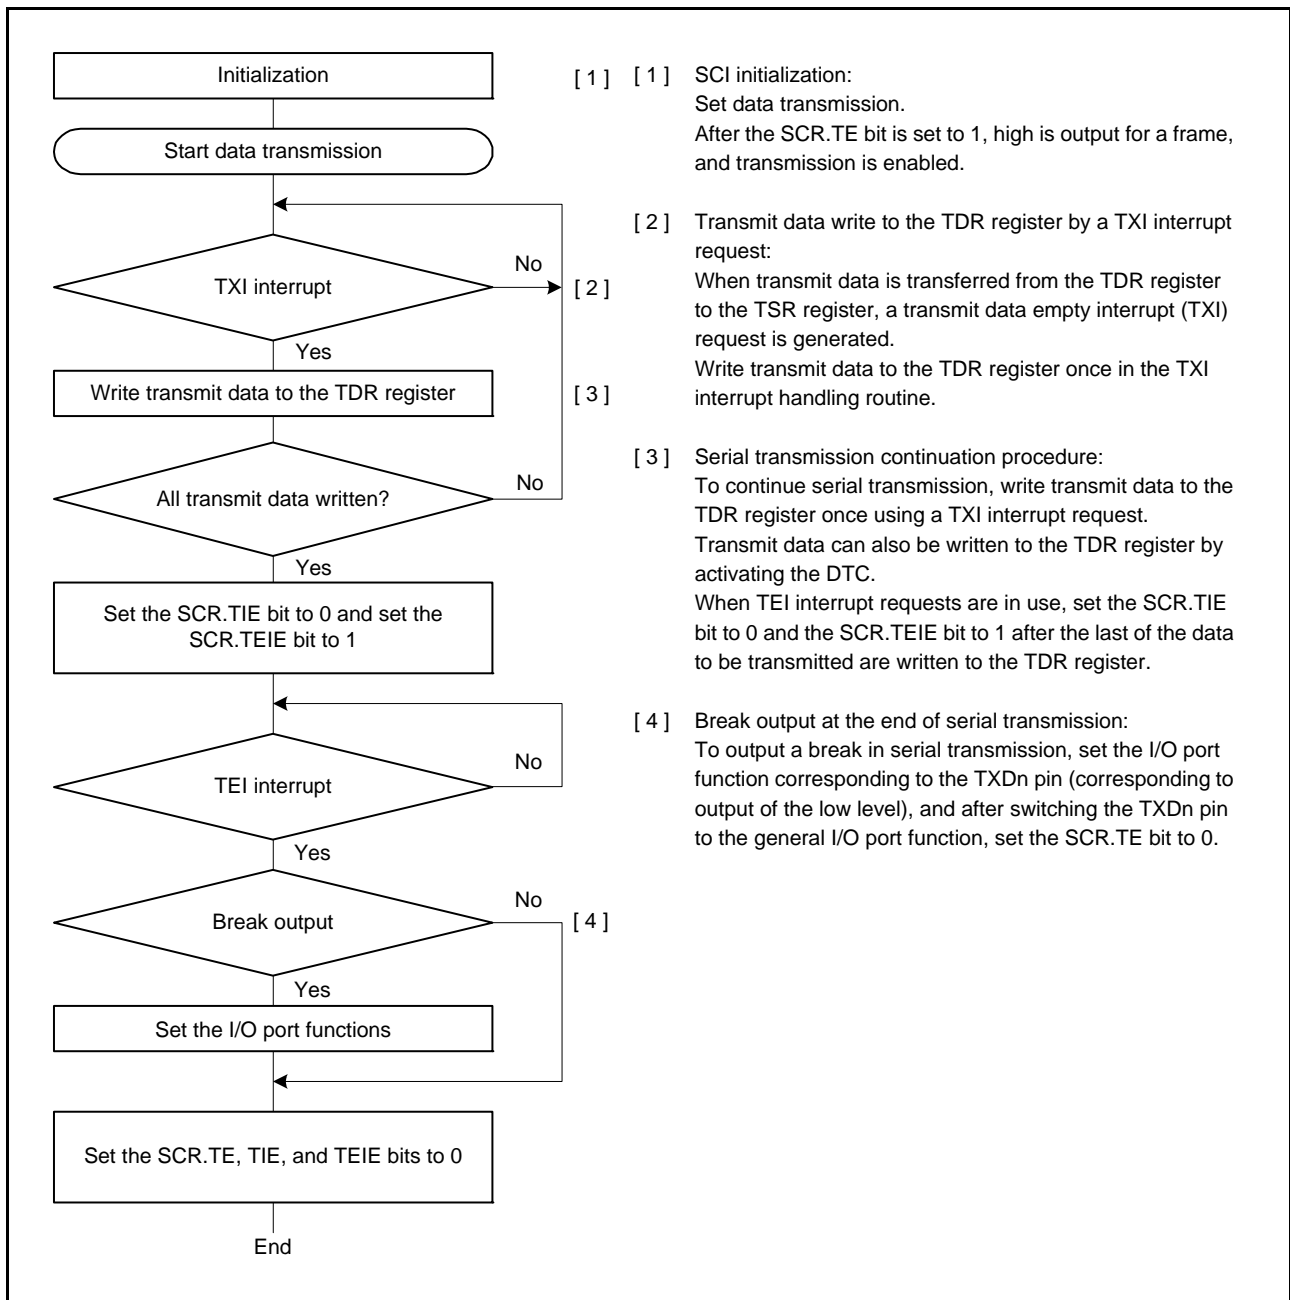 Initialization
[ 1 ]
Start data transmission
TXI interrupt
No
[ 2 ]
Yes
Write transmit data to the TDR register
[ 3 ]
All transmit data written?
No
Yes
Set the SCR.TIE bit to 0 and set the
SCR.TEIE bit to 1
TEI interrupt
No
Yes
Break output
No
[ 4 ]
Yes
Set the I/O port functions
Set the SCR.TE, TIE, and TEIE bits to 0
End
[ 1 ] SCI initialization:
Set data transmission.
After the SCR.TE bit is set to 1, high is output for a frame,
and transmission is enabled.
[ 2 ] Transmit data write to the TDR register by a TXI interrupt
request:
When transmit data is transferred from the TDR register
to the TSR register, a transmit data empty interrupt (TXI)
request is generated.
Write transmit data to the TDR register once in the TXI
interrupt handling routine.
[ 3 ] Serial transmission continuation procedure:
To continue serial transmission, write transmit data to the
TDR register once using a TXI interrupt request.
Transmit data can also be written to the TDR register by
activating the DTC.
When TEI interrupt requests are in use, set the SCR.TIE
bit to 0 and the SCR.TEIE bit to 1 after the last of the data
to be transmitted are written to the TDR register.
[ 4 ] Break output at the end of serial transmission:
To output a break in serial transmission, set the I/O port
function corresponding to the TXDn pin (corresponding to
output of the low level), and after switching the TXDn pin
to the general I/O port function, set the SCR.TE bit to 0.